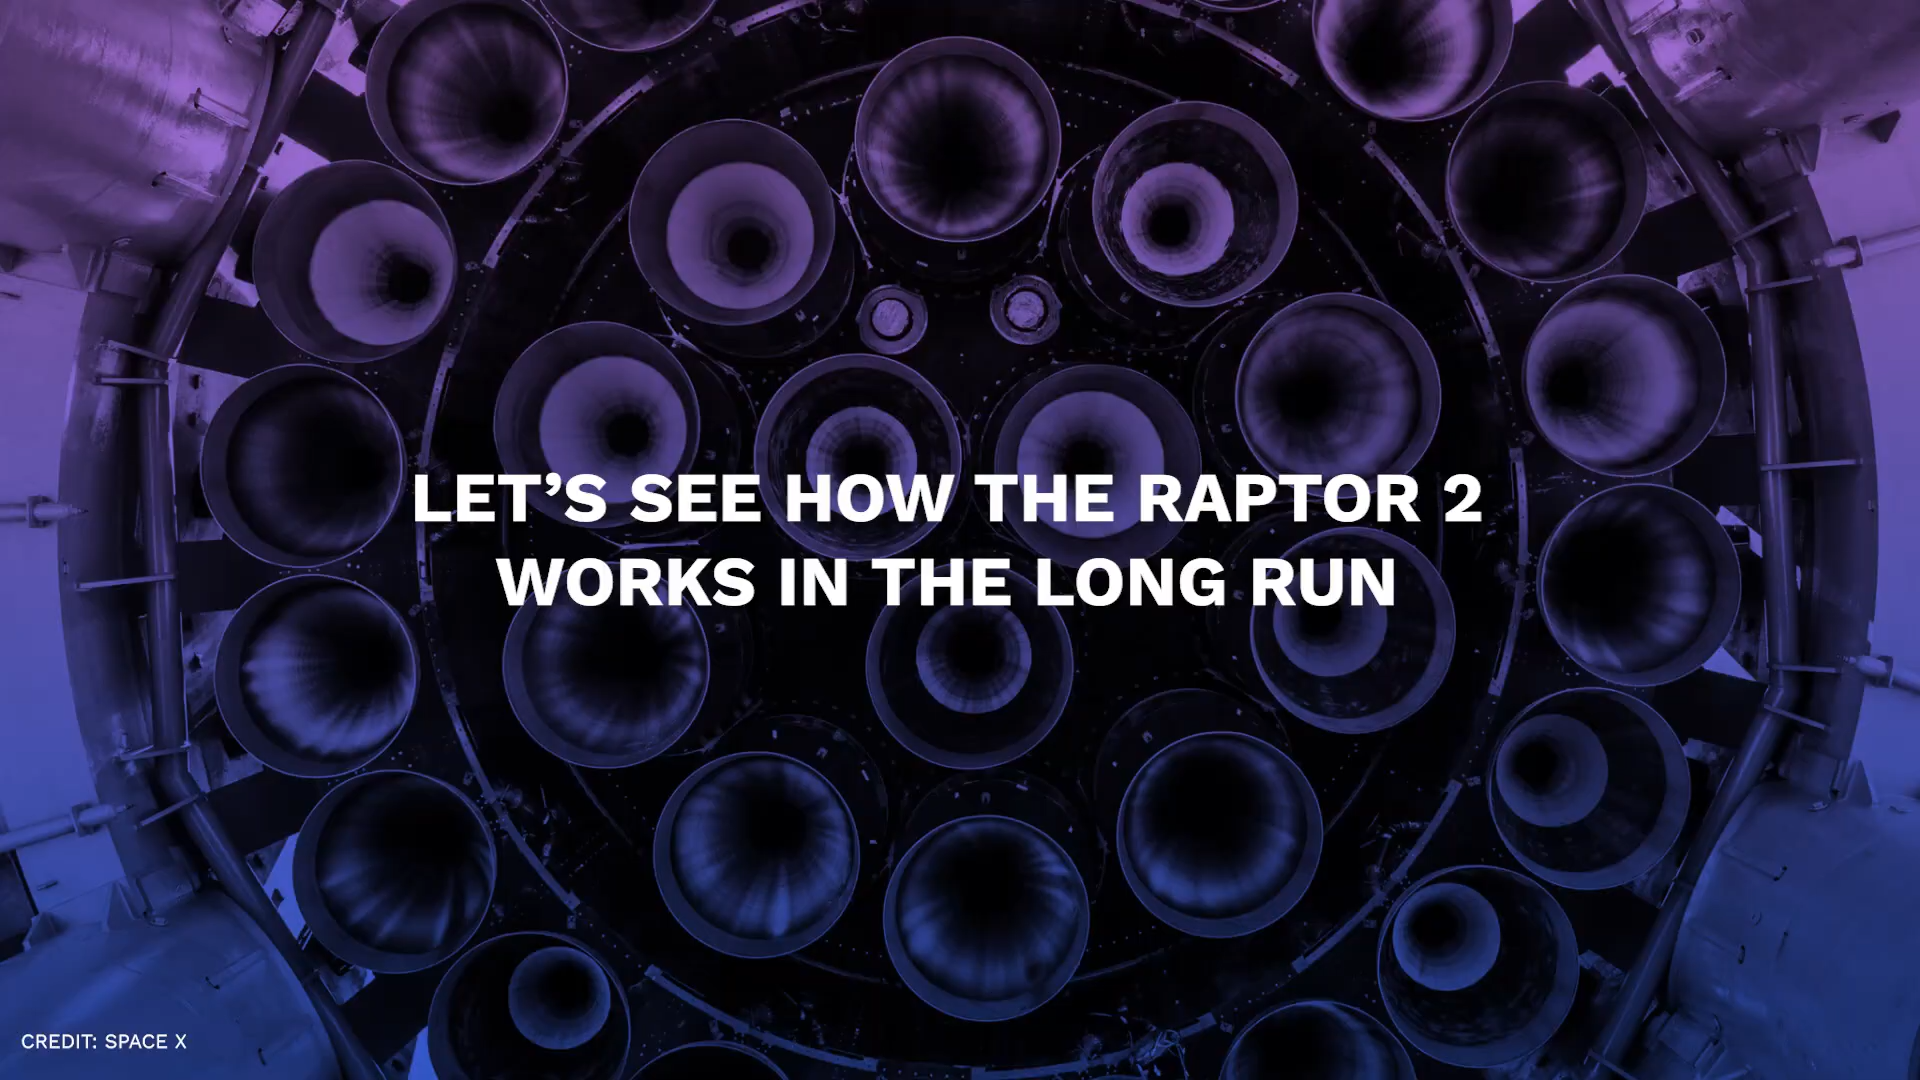 LET’S SEE HOW THE RAPTOR 2
WORKS IN THE LONG RUN
CREDIT: SPACE X